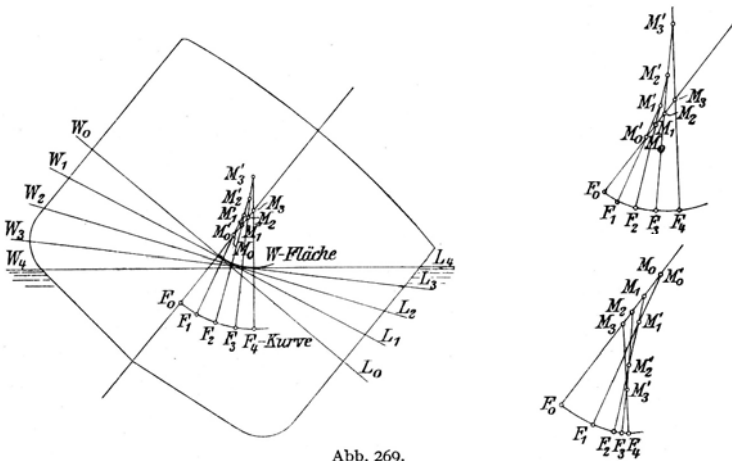 W₀
W₁
W₂
W₃
W₄
M₃'
M₂'
M₁'
M₀'
M₃
M₂
M₁
M₀
W-Fläche
L₄
L₃
L₂
L₁
L₀
F₀
F₁
F₂
F₃
F₄-Kurve
M₃'
M₂'
M₁'
M₀'
M₃
M₂
M₁
F₀
F₁
F₂
F₃
F₄
M₀
M₀'
M₁
M₂
M₃
M₁'
M₂'
M₃'
F₀
F₁
F₂
F₃
F₄
Abb. 269.